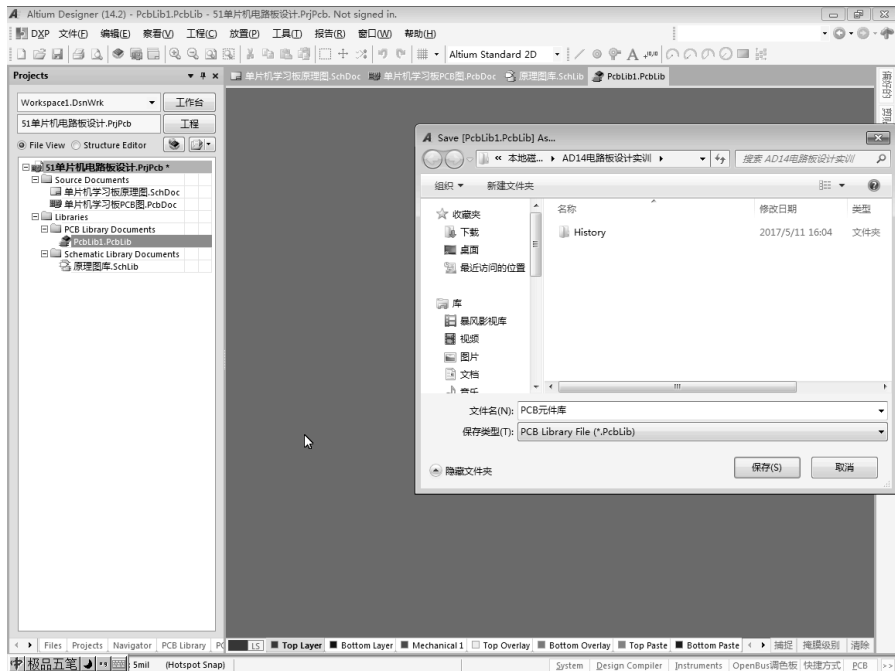 Altium Designer (14.2) - PcbLib1.PcbLib - 51单片机电路板设计.PrjPcb. Not signed in.
DXP 文件(F) 编辑(E) 察看(V) 工程(C) 放置(P) 工具(T) 报告(R) 窗口(W) 帮助(H)
Altium Standard 2D
Projects
单片机学习板原理图.SchDoc 单片机学习板PCB图.PcbDoc 原理图库.SchLib PcbLib1.PcbLib
Workspace1.DsnWrk 工作台
51单片机电路板设计.PrjPcb 工程
File View Structure Editor
51单片机电路板设计.PrjPcb *
Source Documents
单片机学习板原理图.SchDoc
单片机学习板PCB图.PcbDoc
Libraries
PCB Library Documents
PcbLib1.PcbLib
Schematic Library Documents
原理图库.SchLib
Save [PcbLib1.PcbLib] As...
« 本地磁... ▸ AD14电路板设计实训 ▸ 搜索 AD14电路板设计实训
组织 新建文件夹
名称 修改日期 类型
收藏夹
下载
桌面
最近访问的位置
History 2017/5/11 16:04 文件夹
库
暴风影视库
视频
图片
文档
音乐
文件名(N): PCB元件库
保存类型(T): PCB Library File (*.PcbLib)
隐藏文件夹 保存(S) 取消
Files Projects Navigator PCB Library PC LS Top Layer Bottom Layer Mechanical 1 Top Overlay Bottom Overlay Top Paste Bottom Paste 捕捉 掩膜级别 清除
中 极品五笔 5mil (Hotspot Snap) System Design Compiler Instruments OpenBus调色板 快捷方式 PCB >>